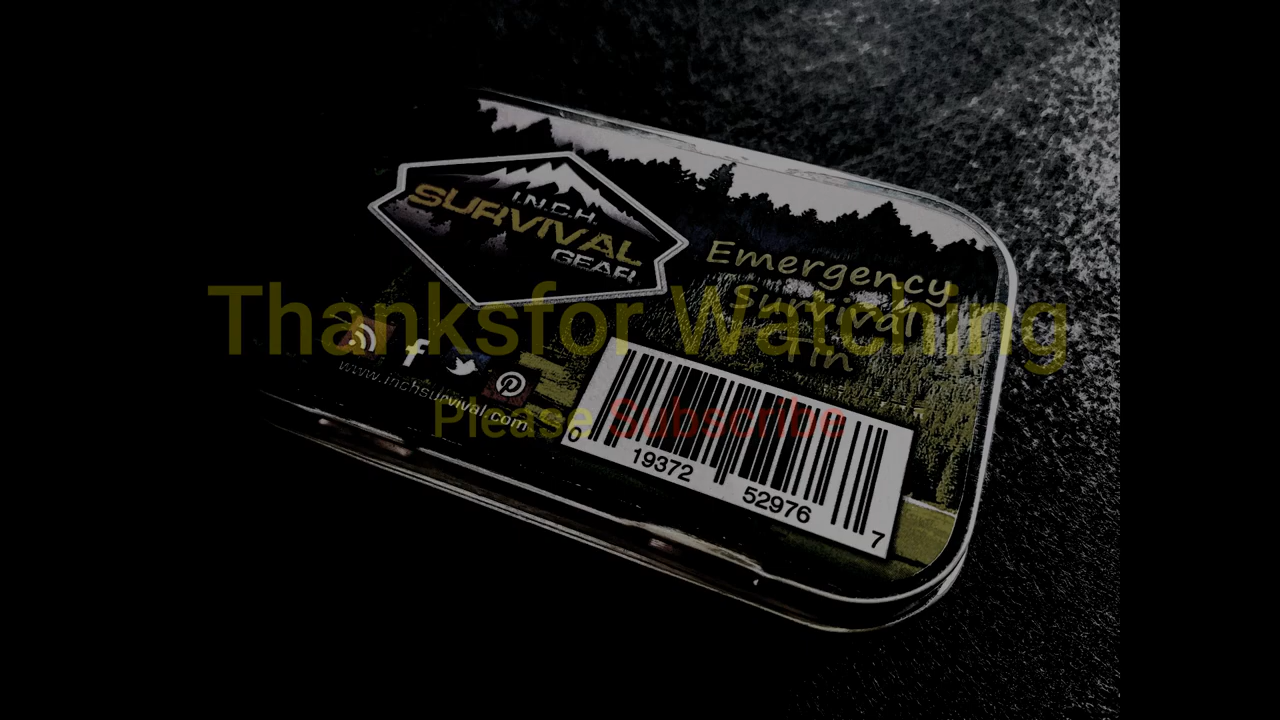 I.N.C.H.
SURVIVAL
GEAR
Emergency
Survival
Tin
Thanksfor Watching
www.inchsurvival.com
Please Subscribe
0 19372 52976 7